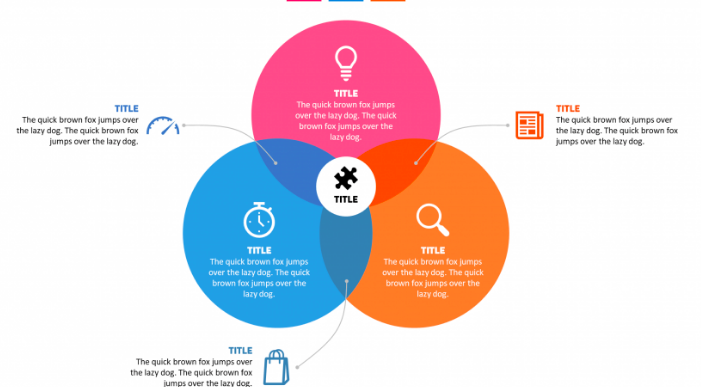 TITLE
The quick brown fox jumps
over the lazy dog. The quick
brown fox jumps over the
lazy dog.
TITLE
The quick brown fox jumps over
the lazy dog. The quick brown fox
jumps over the lazy dog.
TITLE
The quick brown fox jumps over
the lazy dog. The quick brown fox
jumps over the lazy dog.
TITLE
TITLE
The quick brown fox jumps
over the lazy dog. The quick
brown fox jumps over the
lazy dog.
TITLE
The quick brown fox jumps
over the lazy dog. The quick
brown fox jumps over the
lazy dog.
TITLE
The quick brown fox jumps over
the lazy dog. The quick brown fox
jumps over the lazy dog.